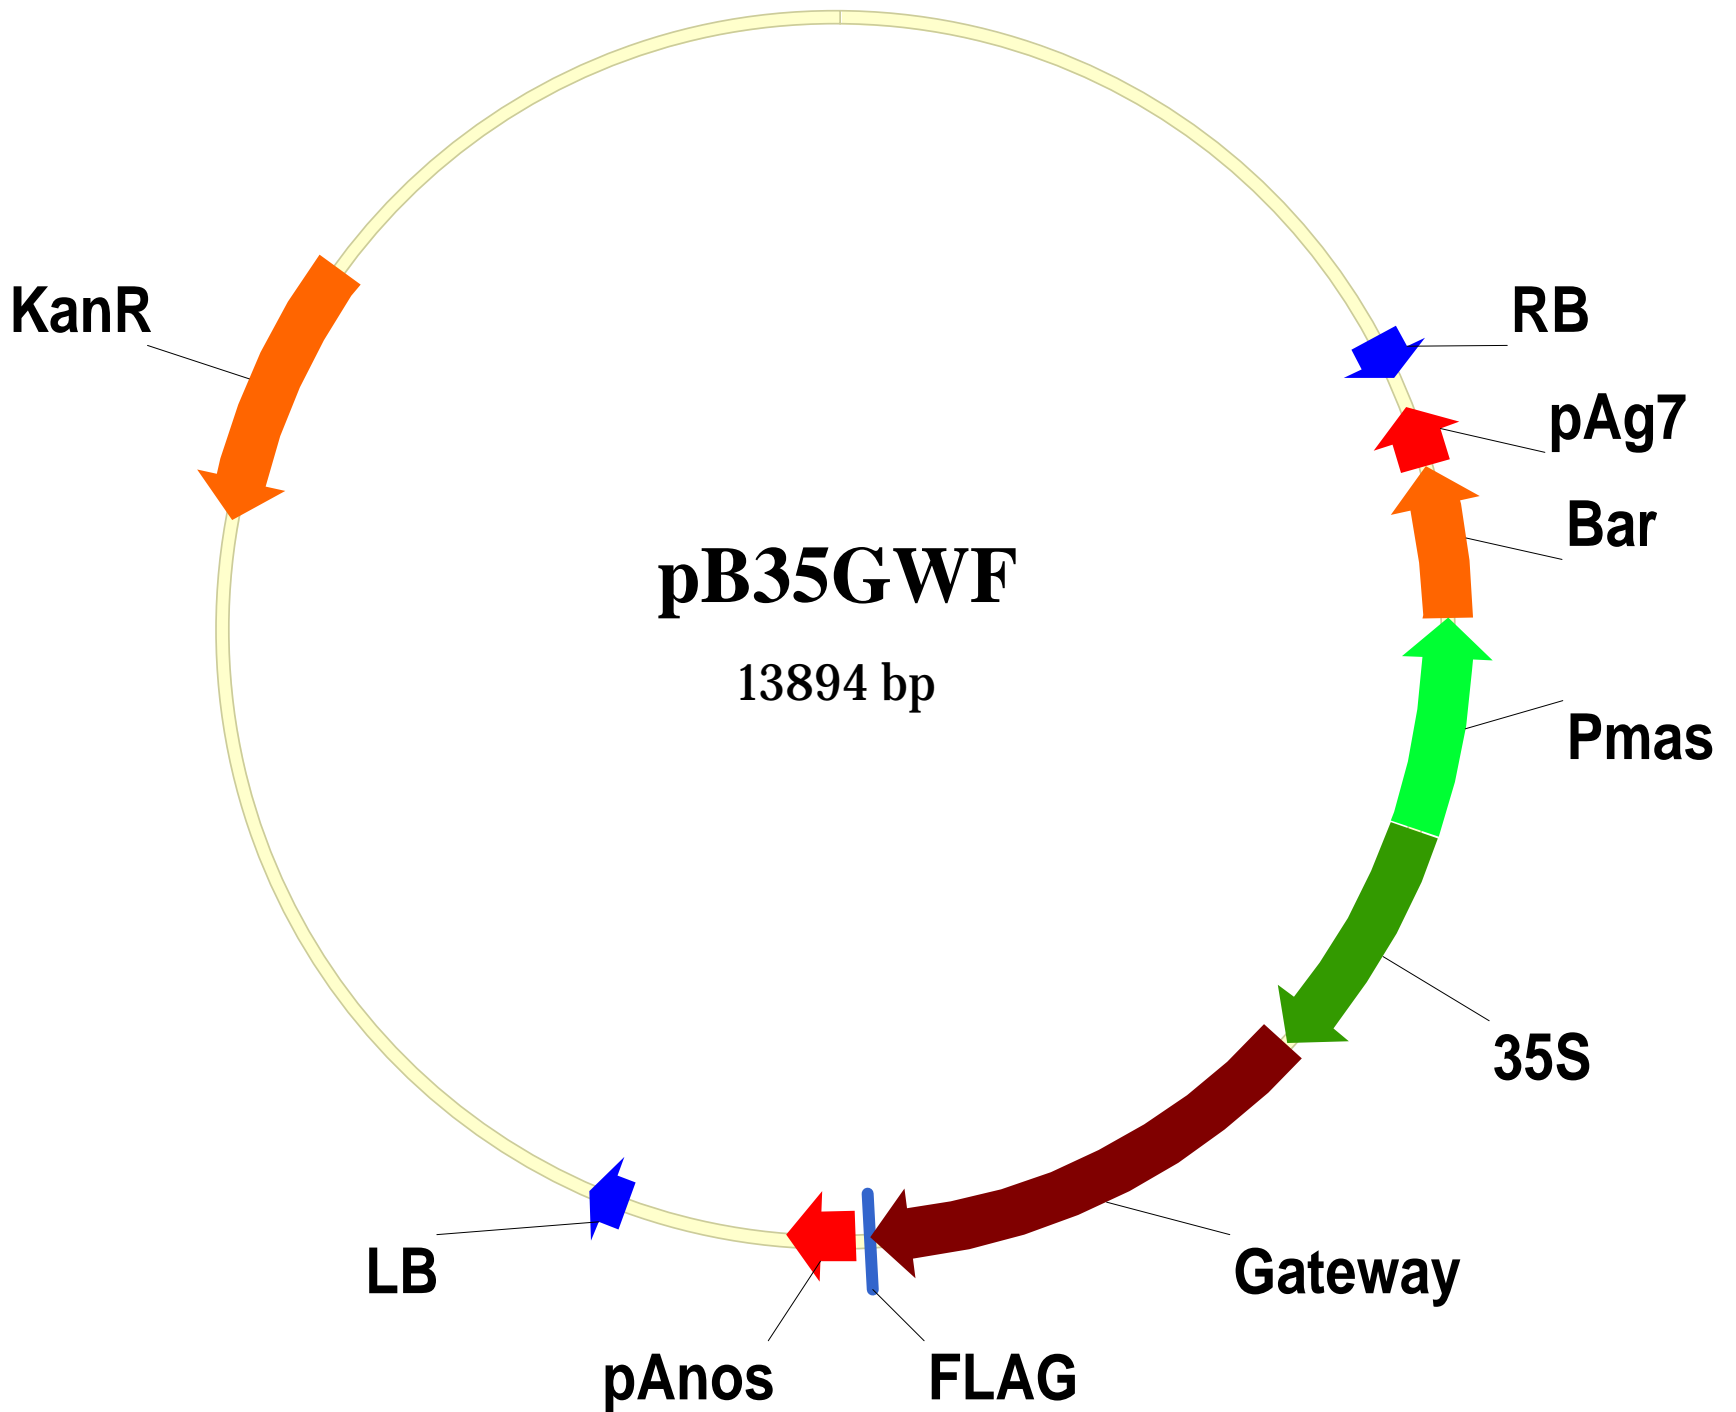 KanR
RB
pAg7
Bar
pB35GWF
13894 bp
Pmas
35S
LB
Gateway
pAnos
FLAG